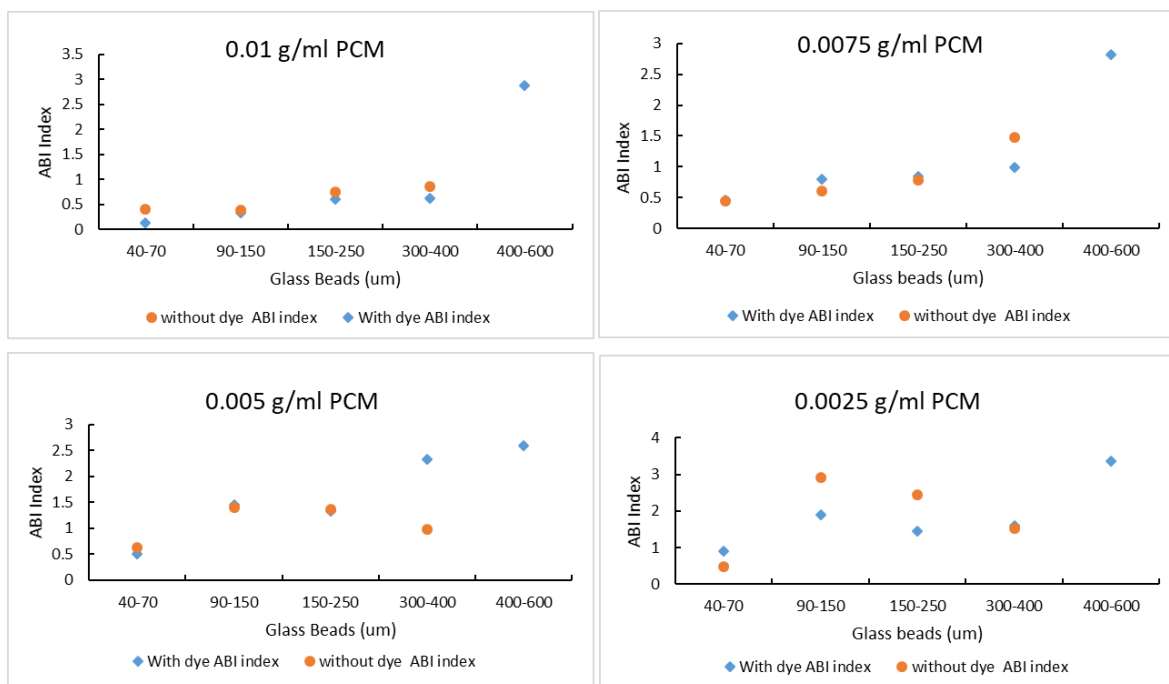 0.01 g/ml PCM
3.5
3
2.5
2
1.5
1
0.5
0
ABI Index
40-70 90-150 150-250 300-400 400-600
Glass Beads (um)
without dye ABI index With dye ABI index
0.0075 g/ml PCM
3
2.5
2
1.5
1
0.5
0
ABI Index
40-70 90-150 150-250 300-400 400-600
Glass beads (um)
With dye ABI index without dye ABI index
0.005 g/ml PCM
3
2.5
2
1.5
1
0.5
0
ABI Index
40-70 90-150 150-250 300-400 400-600
Glass Beads (um)
With dye ABI index without dye ABI index
0.0025 g/ml PCM
4
3
2
1
0
ABI Index
40-70 90-150 150-250 300-400 400-600
Glass beads (um)
With dye ABI index without dye ABI index